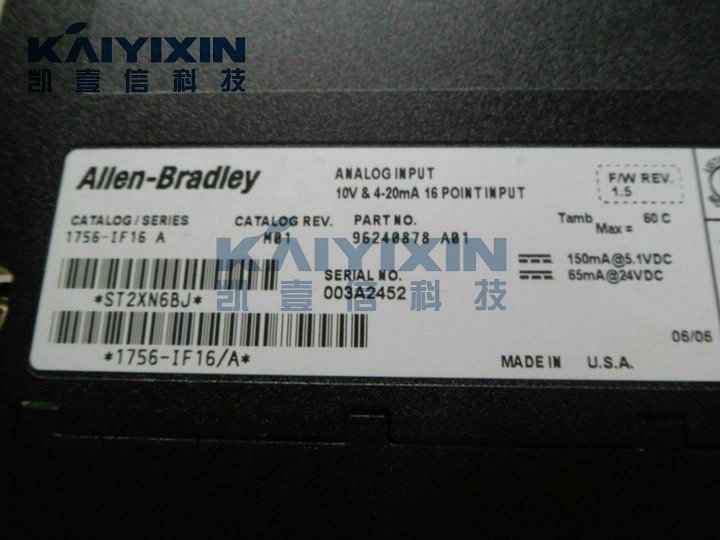 KAIYIXIN
凯壹信科技
Allen-Bradley
ANALOG INPUT
10V & 4-20mA 16 POINT INPUT
F/W REV.
1.5
CATALOG / SERIES
1756-IF16 A
CATALOG REV.
M01
PART NO.
96240878 A01
Tamb Max = 60 C
KAIYIXIN
凯壹信科技
SERIAL NO.
003A2452
150mA@5.1VDC
65mA@24VDC
*ST2XN6BJ*
*1756-IF16/A*
06/06
MADE IN U.S.A.